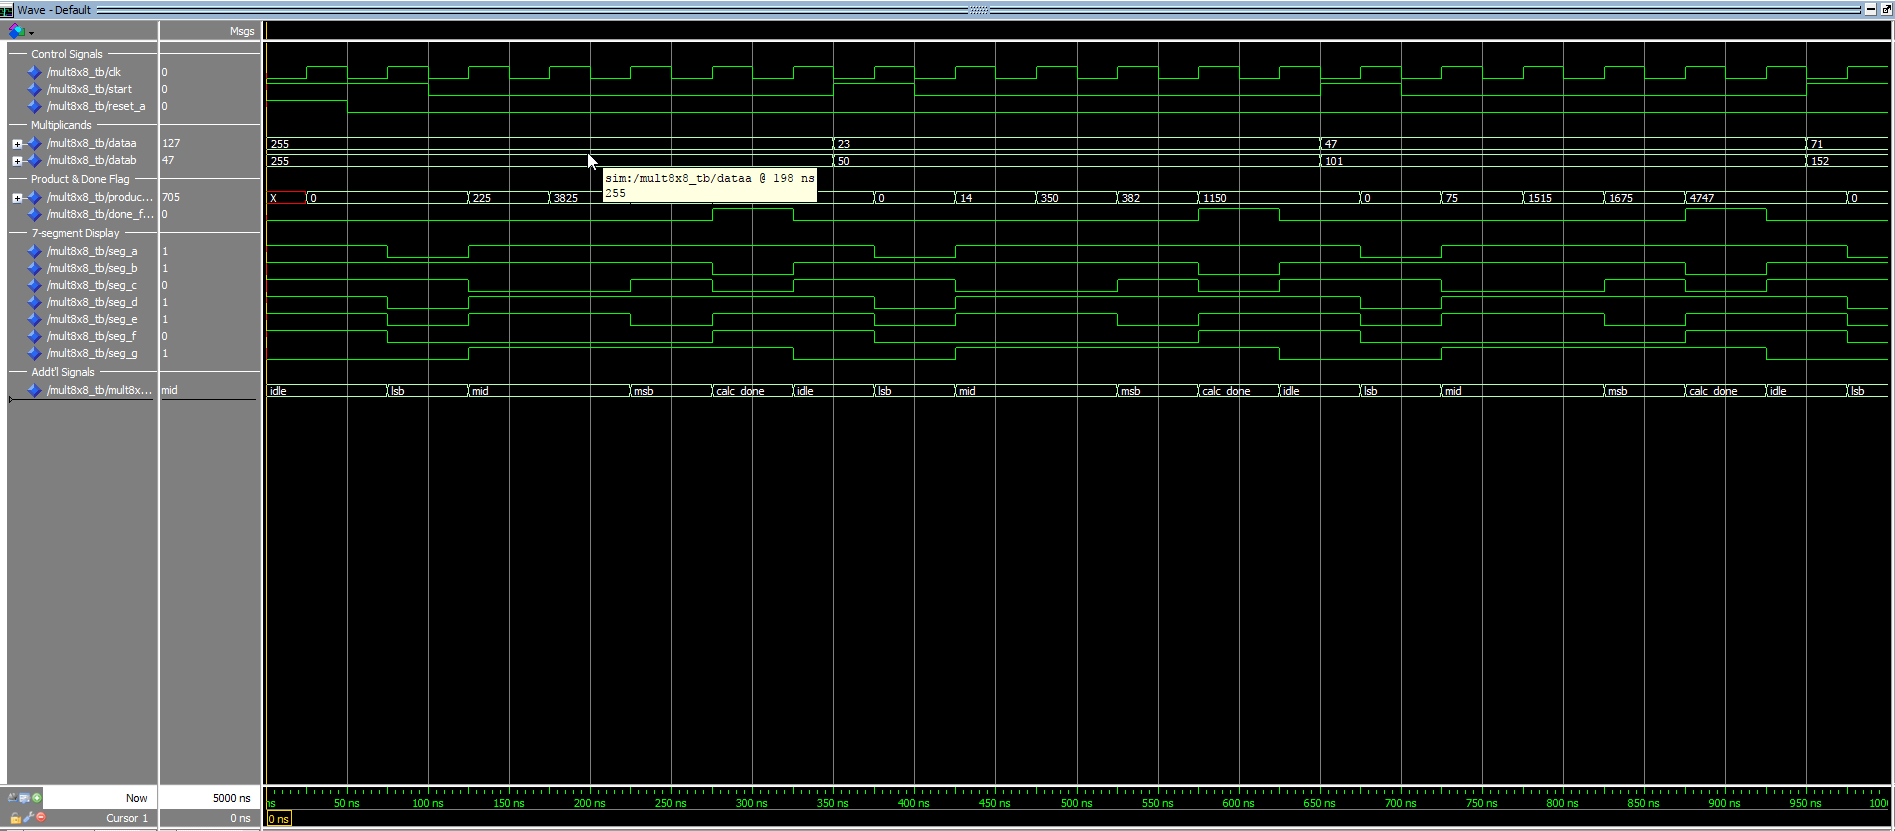 Wave - Default
Msgs
Control Signals
/mult8x8_tb/clk 0
/mult8x8_tb/start 0
/mult8x8_tb/reset_a 0
Multiplicands
/mult8x8_tb/dataa 127 255 23 47 71
/mult8x8_tb/datab 47 255 50 101 152
sim:/mult8x8_tb/dataa @ 198 ns
255
Product & Done Flag
/mult8x8_tb/produc... 705 X 0 225 3825 0 14 350 382 1150 0 75 1515 1675 4747 0
/mult8x8_tb/done_f... 0
7-segment Display
/mult8x8_tb/seg_a 1
/mult8x8_tb/seg_b 1
/mult8x8_tb/seg_c 0
/mult8x8_tb/seg_d 1
/mult8x8_tb/seg_e 1
/mult8x8_tb/seg_f 0
/mult8x8_tb/seg_g 1
Addt'l Signals
/mult8x8_tb/mult8x... mid idle lsb mid msb calc_done idle lsb mid msb calc_done idle lsb mid msb calc_done idle lsb
Now 5000 ns ns 50 ns 100 ns 150 ns 200 ns 250 ns 300 ns 350 ns 400 ns 450 ns 500 ns 550 ns 600 ns 650 ns 700 ns 750 ns 800 ns 850 ns 900 ns 950 ns 100
Cursor 1 0 ns 0 ns